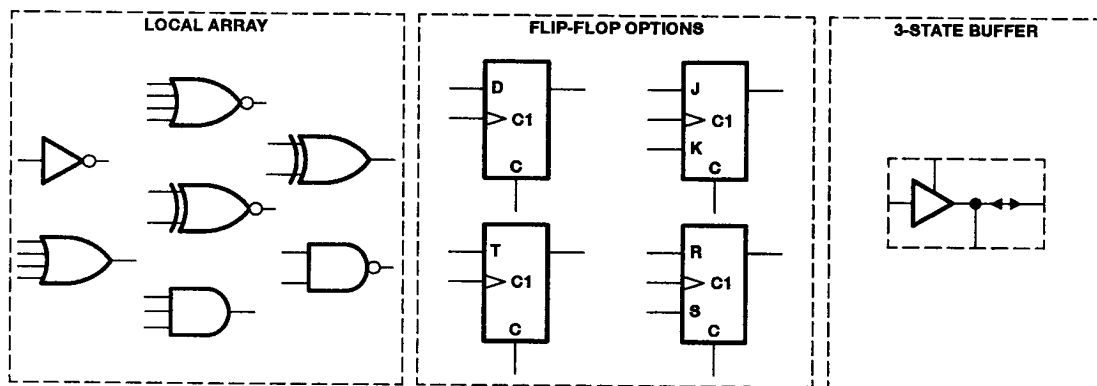 LOCAL ARRAY
FLIP-FLOP OPTIONS
3-STATE BUFFER
D
C1
C
J
C1
K
C
T
C1
C
R
C1
S
C